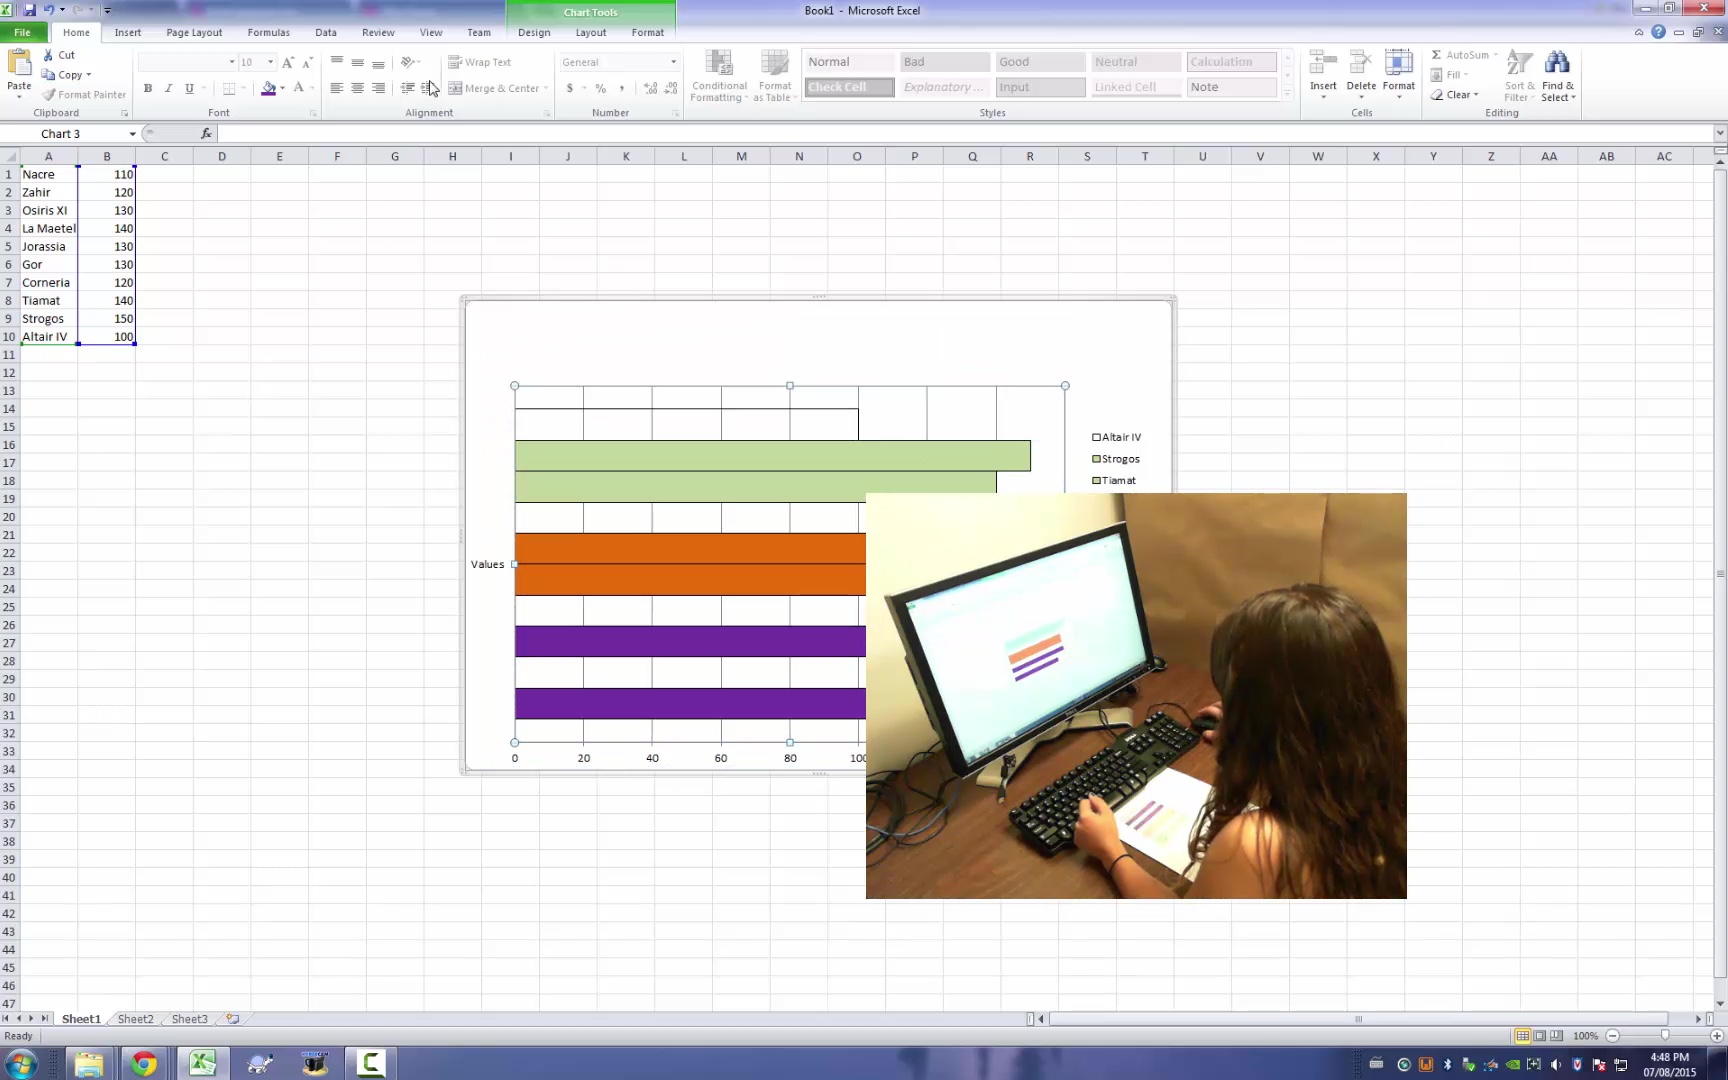 Chart Tools
Book1 - Microsoft Excel
File Home Insert Page Layout Formulas Data Review View Team Design Layout Format
Paste
Cut
Copy
Format Painter
Clipboard
10
B I U
Font
Wrap Text
Merge & Center
Alignment
General
$ % ,
Number
Conditional Formatting
Format as Table
Normal Bad Good Neutral Calculation
Check Cell Explanatory ... Input Linked Cell Note
Styles
Insert Delete Format
Cells
AutoSum
Fill
Clear
Sort & Filter
Find & Select
Editing
Chart 3
fx
A B C D E F G H I J K L M N O P Q R S T U V W X Y Z AA AB AC
1 Nacre 110
2 Zahir 120
3 Osiris XI 130
4 La Maetel 140
5 Jorassia 130
6 Gor 130
7 Corneria 120
8 Tiamat 140
9 Strogos 150
10 Altair IV 100
11
12
13
14
15
16
17
18
19
20
21
22
23
24
25
26
27
28
29
30
31
32
33
34
35
36
37
38
39
40
41
42
43
44
45
46
47
Altair IV
Strogos
Tiamat
Values
0 20 40 60 80 100
Sheet1 Sheet2 Sheet3
Ready
100%
4:48 PM
07/08/2015